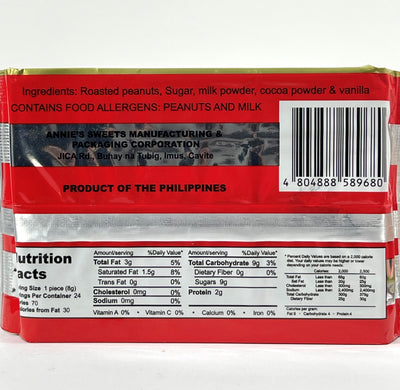 Ingredients: Roasted peanuts, Sugar, milk powder, cocoa powder & vanilla
CONTAINS FOOD ALLERGENS: PEANUTS AND MILK
ANNIE'S SWEETS MANUFACTURING &
PACKAGING CORPORATION
JICA Rd., Buhay na Tubig, Imus, Cavite
4 804888 589680
PRODUCT OF THE PHILIPPINES
utrition
acts
ing Size 1 piece (8g)
ngs Per Container 24
ories 70
alories from Fat 30
Amount/serving %Daily Value*
Total Fat 3g 5%
Saturated Fat 1.5g 8%
Trans Fat 0g 0%
Cholesterol 0mg 0%
Sodium 0mg 0%
Amount/serving %Daily Value*
Total Carbohydrate 9g 3%
Dietary Fiber 0g 0%
Sugars 9g
Protein 2g
Vitamin A 0% • Vitamin C 0% • Calcium 0% • Iron 0%
* Percent Daily Values are based on a 2,000 calorie
diet. Your daily values may be higher or lower
depending on your calorie needs.
Calories: 2,000 2,500
Total Fat Less than 65g 80g
Sat Fat Less than 20g 25g
Cholesterol Less than 300mg 300mg
Sodium Less than 2,400mg 2,400mg
Total Carbohydrate 300g 375g
Dietary Fiber 25g 30g
Calories per gram:
Fat 9 • Carbohydrate 4 • Protein 4